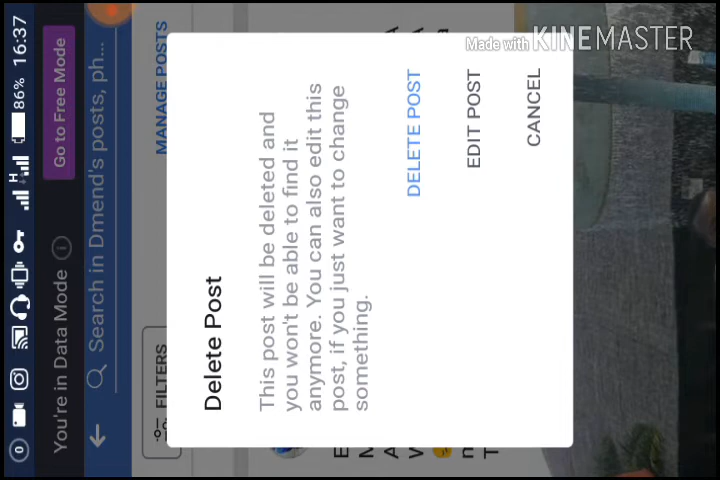 16:37
86%
H
0
You're in Data Mode
Go to Free Mode
Search in Dmend's posts, ph...
FILTERS
MANAGE POSTS
Delete Post
This post will be deleted and
you won't be able to find it
anymore. You can also edit this
post, if you just want to change
something.
DELETE POST
EDIT POST
CANCEL
Made with KINEMASTER